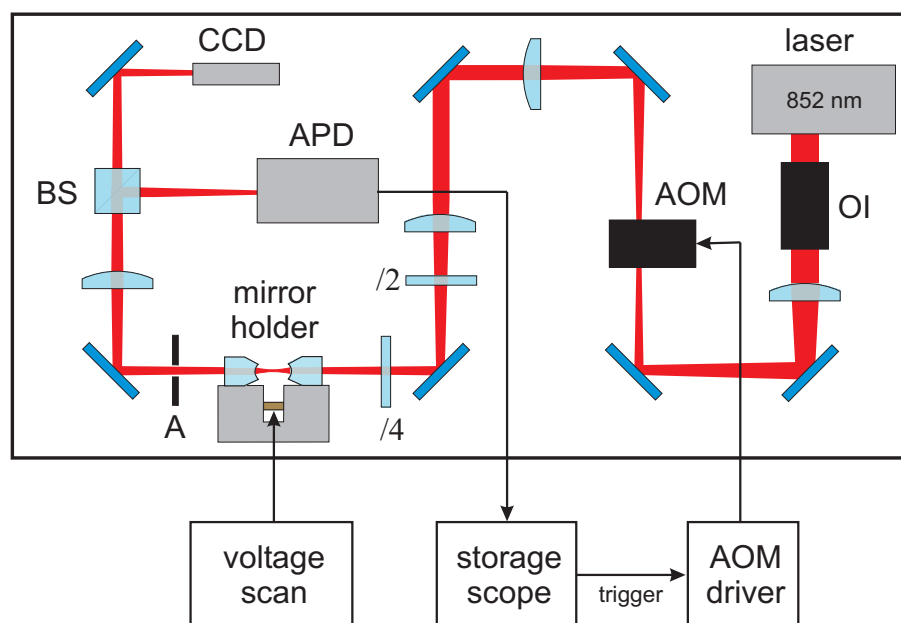 CCD
laser
852 nm
APD
BS
AOM
OI
/2
mirror
holder
A
/4
voltage
scan
storage
scope
trigger
AOM
driver